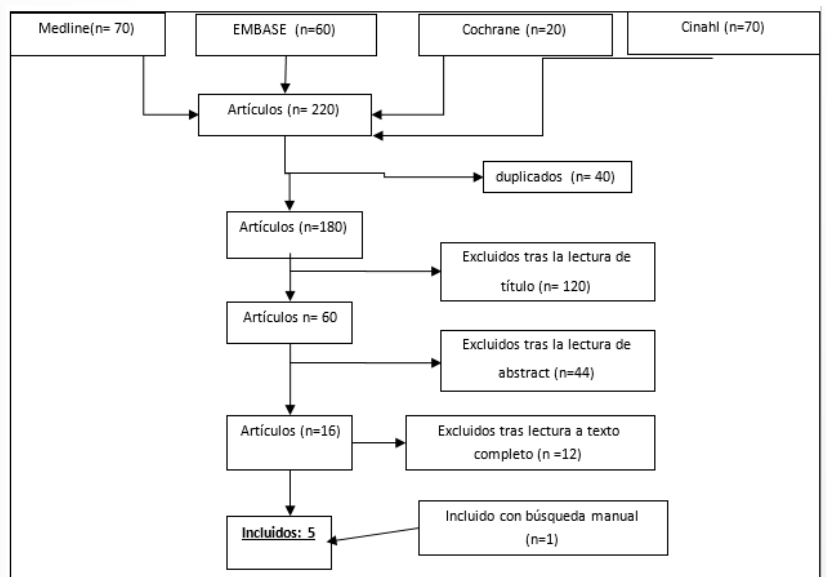 Medline(n= 70)
EMBASE (n=60)
Cochrane (n=20)
Cinahl (n=70)
Artículos (n= 220)
duplicados (n= 40)
Artículos (n=180)
Excluidos tras la lectura de
título (n= 120)
Artículos n= 60
Excluidos tras la lectura de
abstract (n=44)
Artículos (n=16)
Excluidos tras lectura a texto
completo (n =12)
Incluidos: 5
Incluido con búsqueda manual
(n=1)